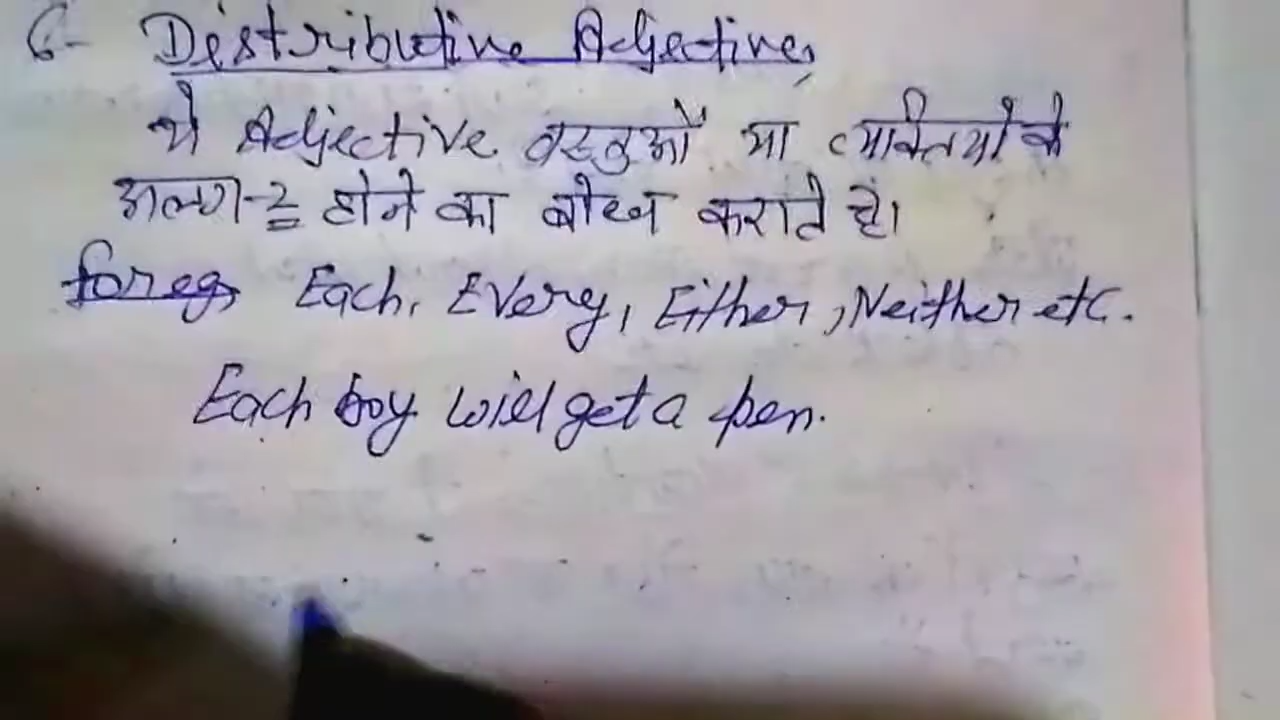 6- Distributive Adjective,
ये Adjective वस्तुओं या व्यक्तियों के
अलग-2 होने का बोध कराते है।
for eg, Each, Every, Either, Neither etc.
Each boy will get a pen.